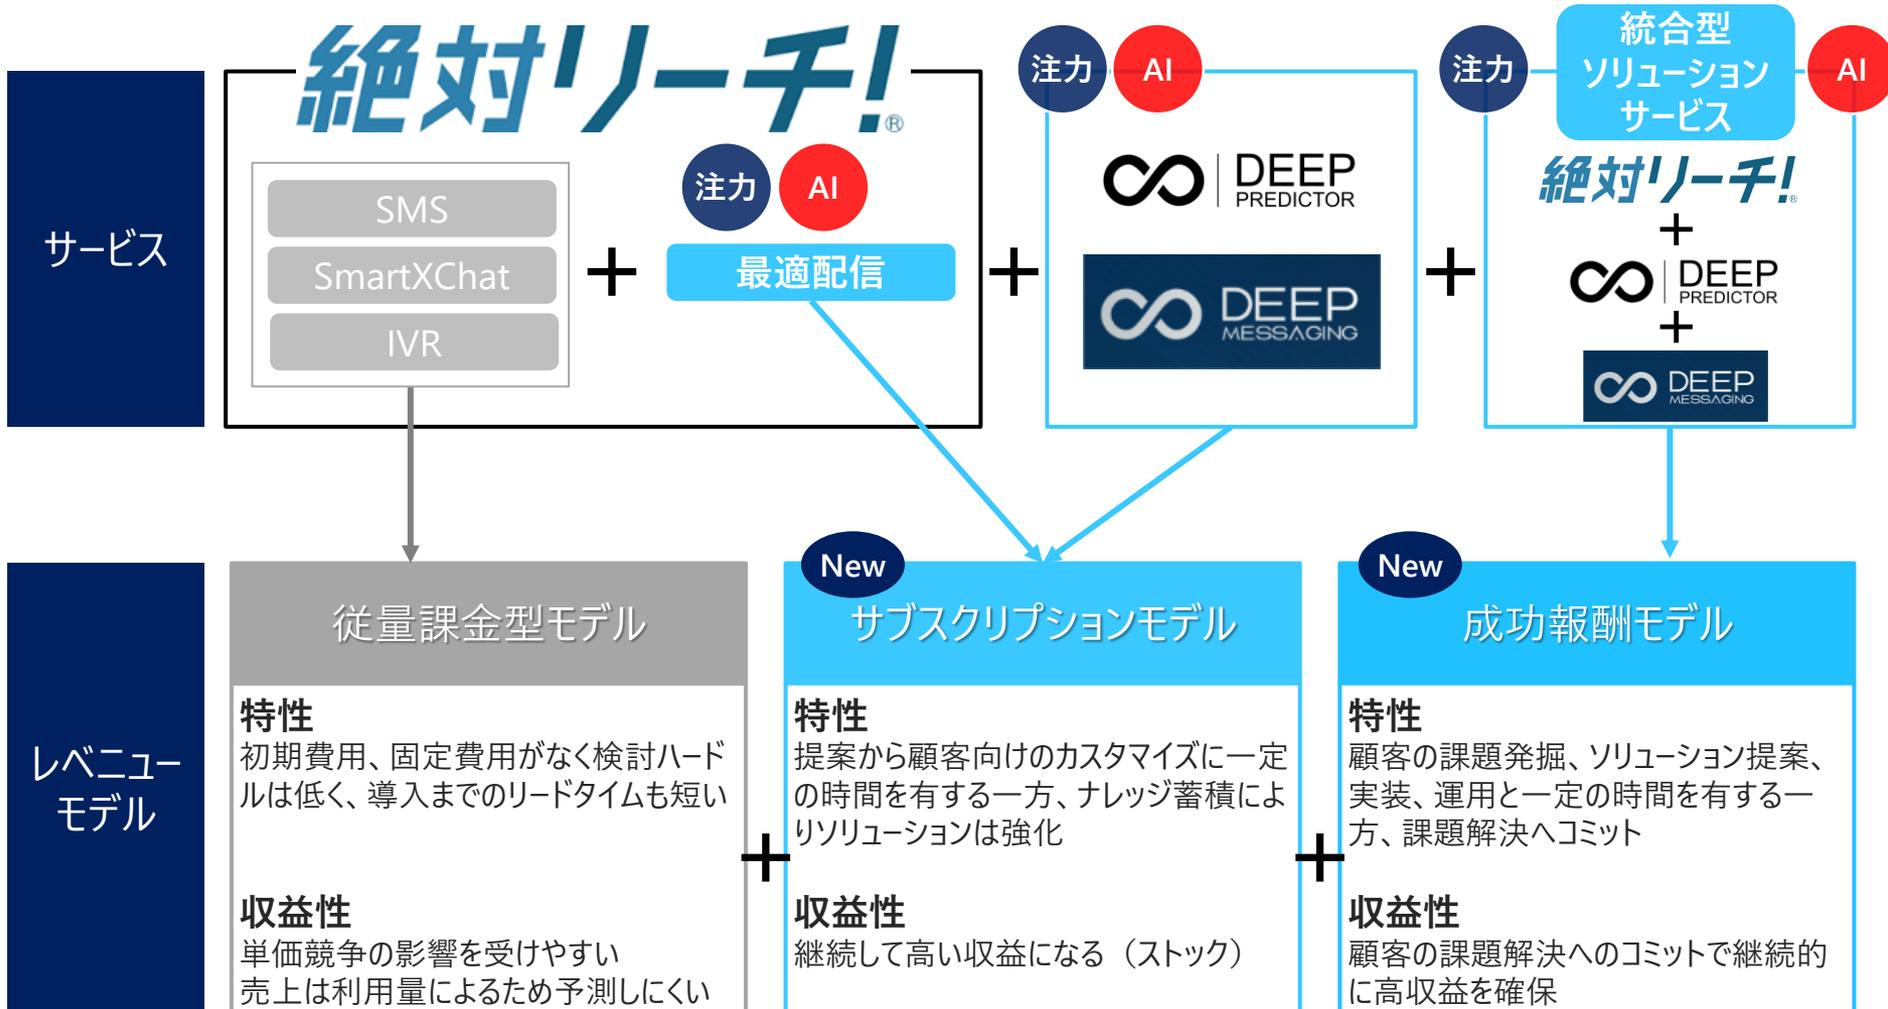 サービス
絶対リーチ!®
SMS
SmartXChat
IVR
+
注力
AI
最適配信
+
注力
AI
DEEP
PREDICTOR
DEEP
MESSAGING
+
注力
統合型
ソリューション
サービス
AI
絶対リーチ!®
+
DEEP
PREDICTOR
+
DEEP
MESSAGING
レベニュー
モデル
従量課金型モデル
特性
初期費用、固定費用がなく検討ハード
ルは低く、導入までのリードタイムも短い
収益性
単価競争の影響を受けやすい
売上は利用量によるため予測しにくい
+
New
サブスクリプションモデル
特性
提案から顧客向けのカスタマイズに一定
の時間を有する一方、ナレッジ蓄積によ
りソリューションは強化
収益性
継続して高い収益になる（ストック）
+
New
成功報酬モデル
特性
顧客の課題発掘、ソリューション提案、
実装、運用と一定の時間を有する一
方、課題解決へコミット
収益性
顧客の課題解決へのコミットで継続的
に高収益を確保